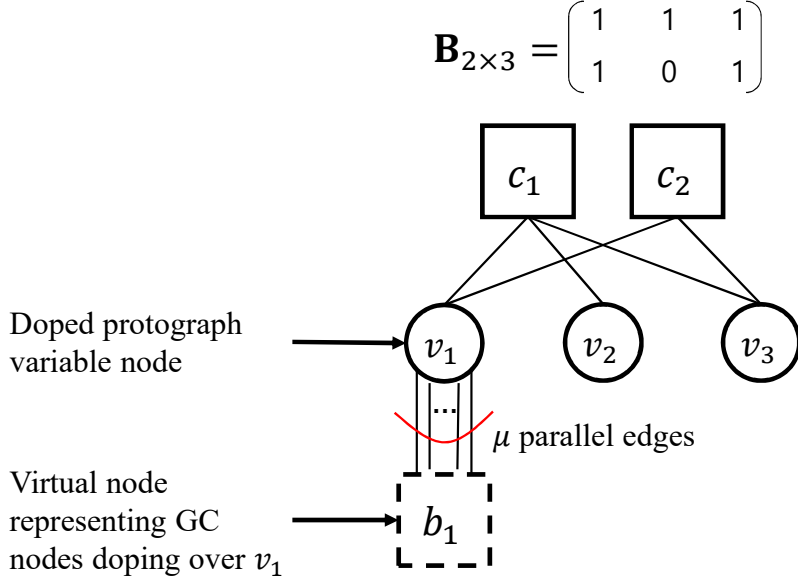 B₂×₃ = ( 1 1 1
1 0 1 )
c₁ c₂
Doped protograph
variable node
v₁ v₂ v₃
...
μ parallel edges
Virtual node
representing GC
nodes doping over v₁
b₁